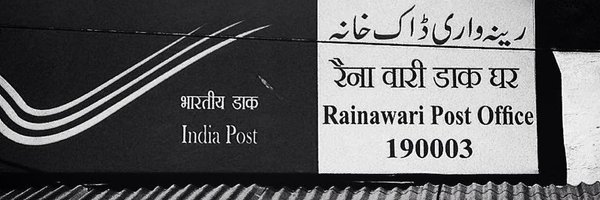 भारतीय डाक
India Post
رینہ واری ڈاک خانہ
रैना वारी डाक घर
Rainawari Post Office
190003